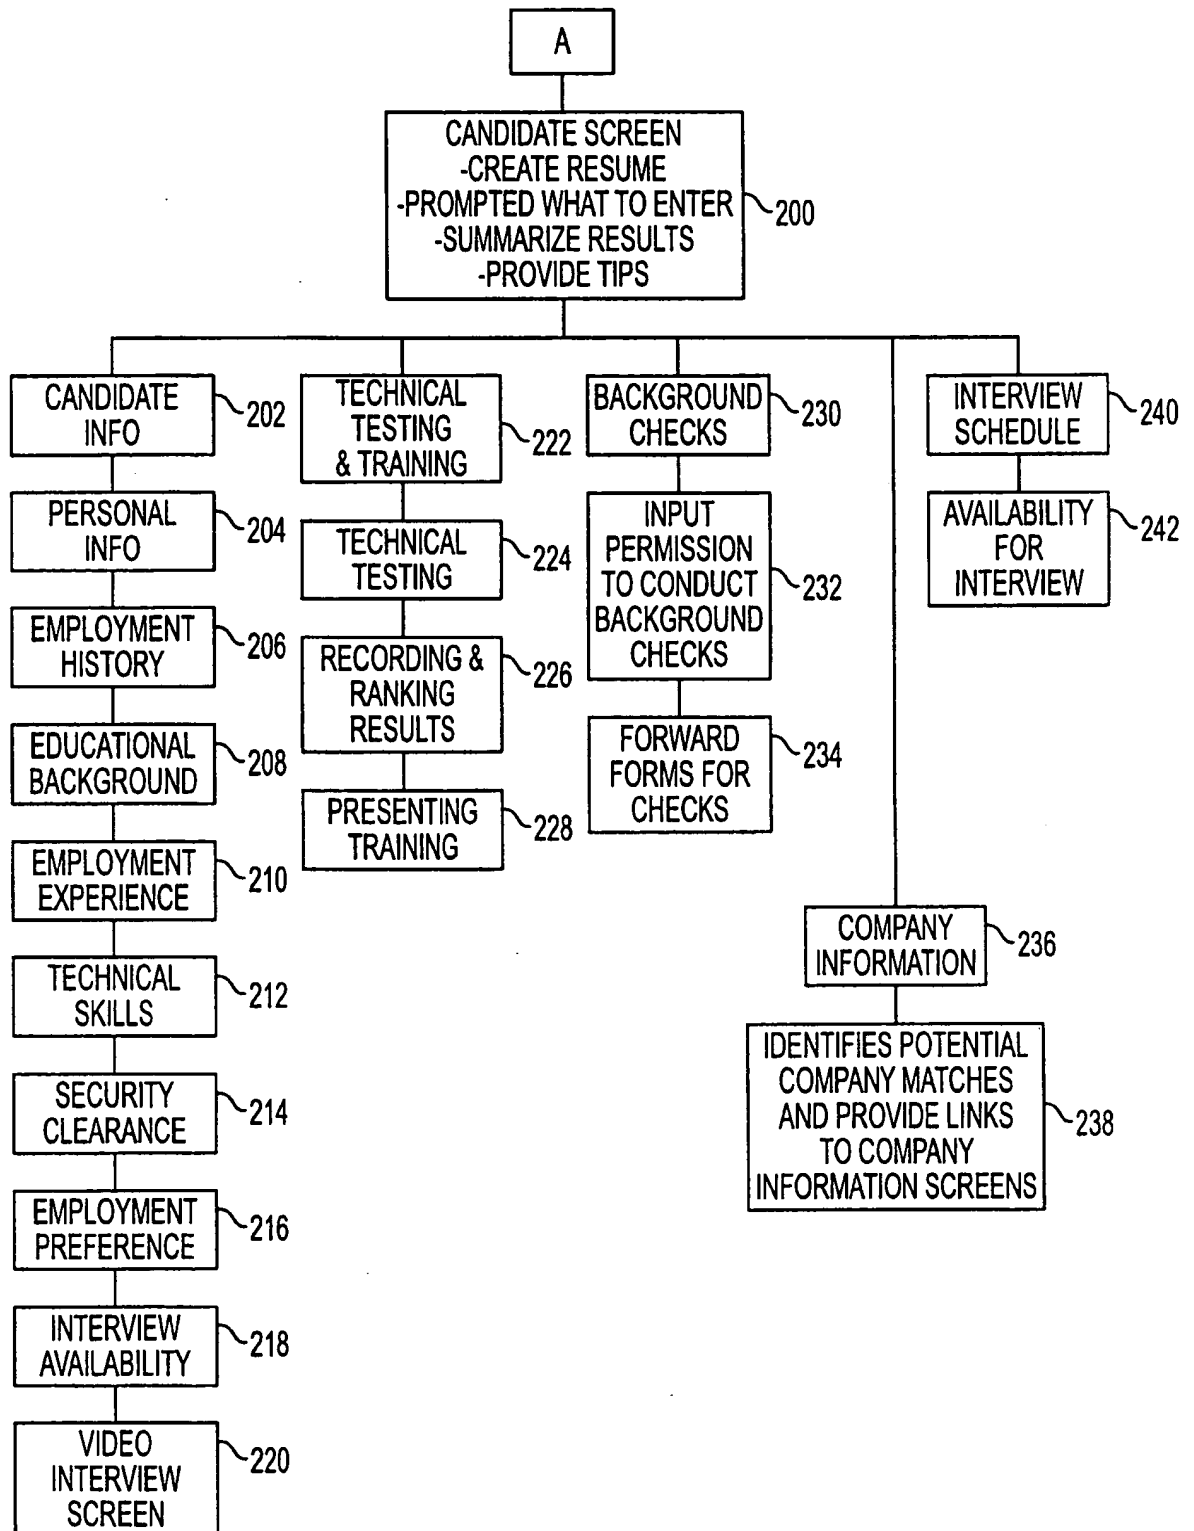 A
CANDIDATE SCREEN
-CREATE RESUME
-PROMPTED WHAT TO ENTER
-SUMMARIZE RESULTS
-PROVIDE TIPS
200
CANDIDATE
INFO
202
PERSONAL
INFO
204
EMPLOYMENT
HISTORY
206
EDUCATIONAL
BACKGROUND
208
EMPLOYMENT
EXPERIENCE
210
TECHNICAL
SKILLS
212
SECURITY
CLEARANCE
214
EMPLOYMENT
PREFERENCE
216
INTERVIEW
AVAILABILITY
218
VIDEO
INTERVIEW
SCREEN
220
TECHNICAL
TESTING
& TRAINING
222
TECHNICAL
TESTING
224
RECORDING &
RANKING
RESULTS
226
PRESENTING
TRAINING
228
BACKGROUND
CHECKS
230
INPUT
PERMISSION
TO CONDUCT
BACKGROUND
CHECKS
232
FORWARD
FORMS FOR
CHECKS
234
COMPANY
INFORMATION
236
IDENTIFIES POTENTIAL
COMPANY MATCHES
AND PROVIDE LINKS
TO COMPANY
INFORMATION SCREENS
238
INTERVIEW
SCHEDULE
240
AVAILABILITY
FOR
INTERVIEW
242